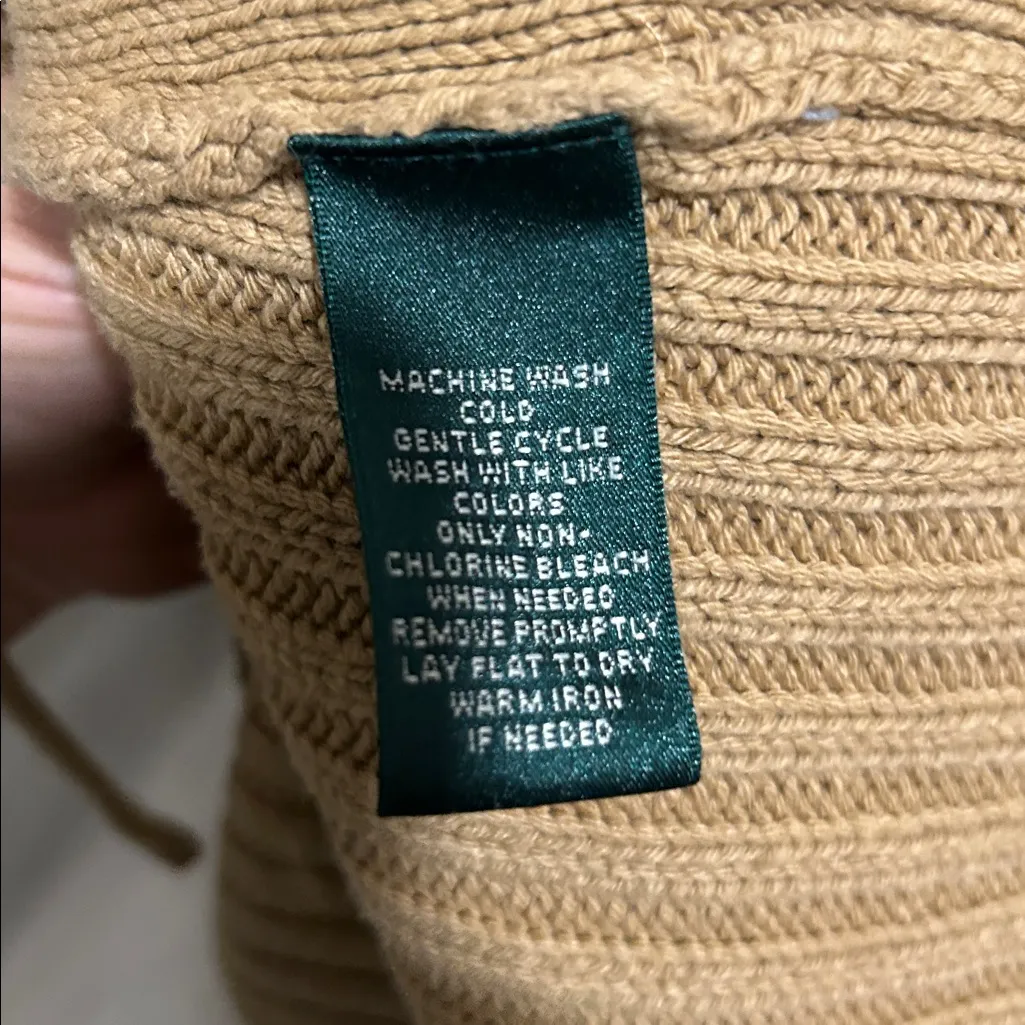 MACHINE WASH
COLD
GENTLE CYCLE
WASH WITH LIKE
COLORS
ONLY NON-
CHLORINE BLEACH
WHEN NEEDED
REMOVE PROMPTLY
LAY FLAT TO DRY
WARM IRON
IF NEEDED